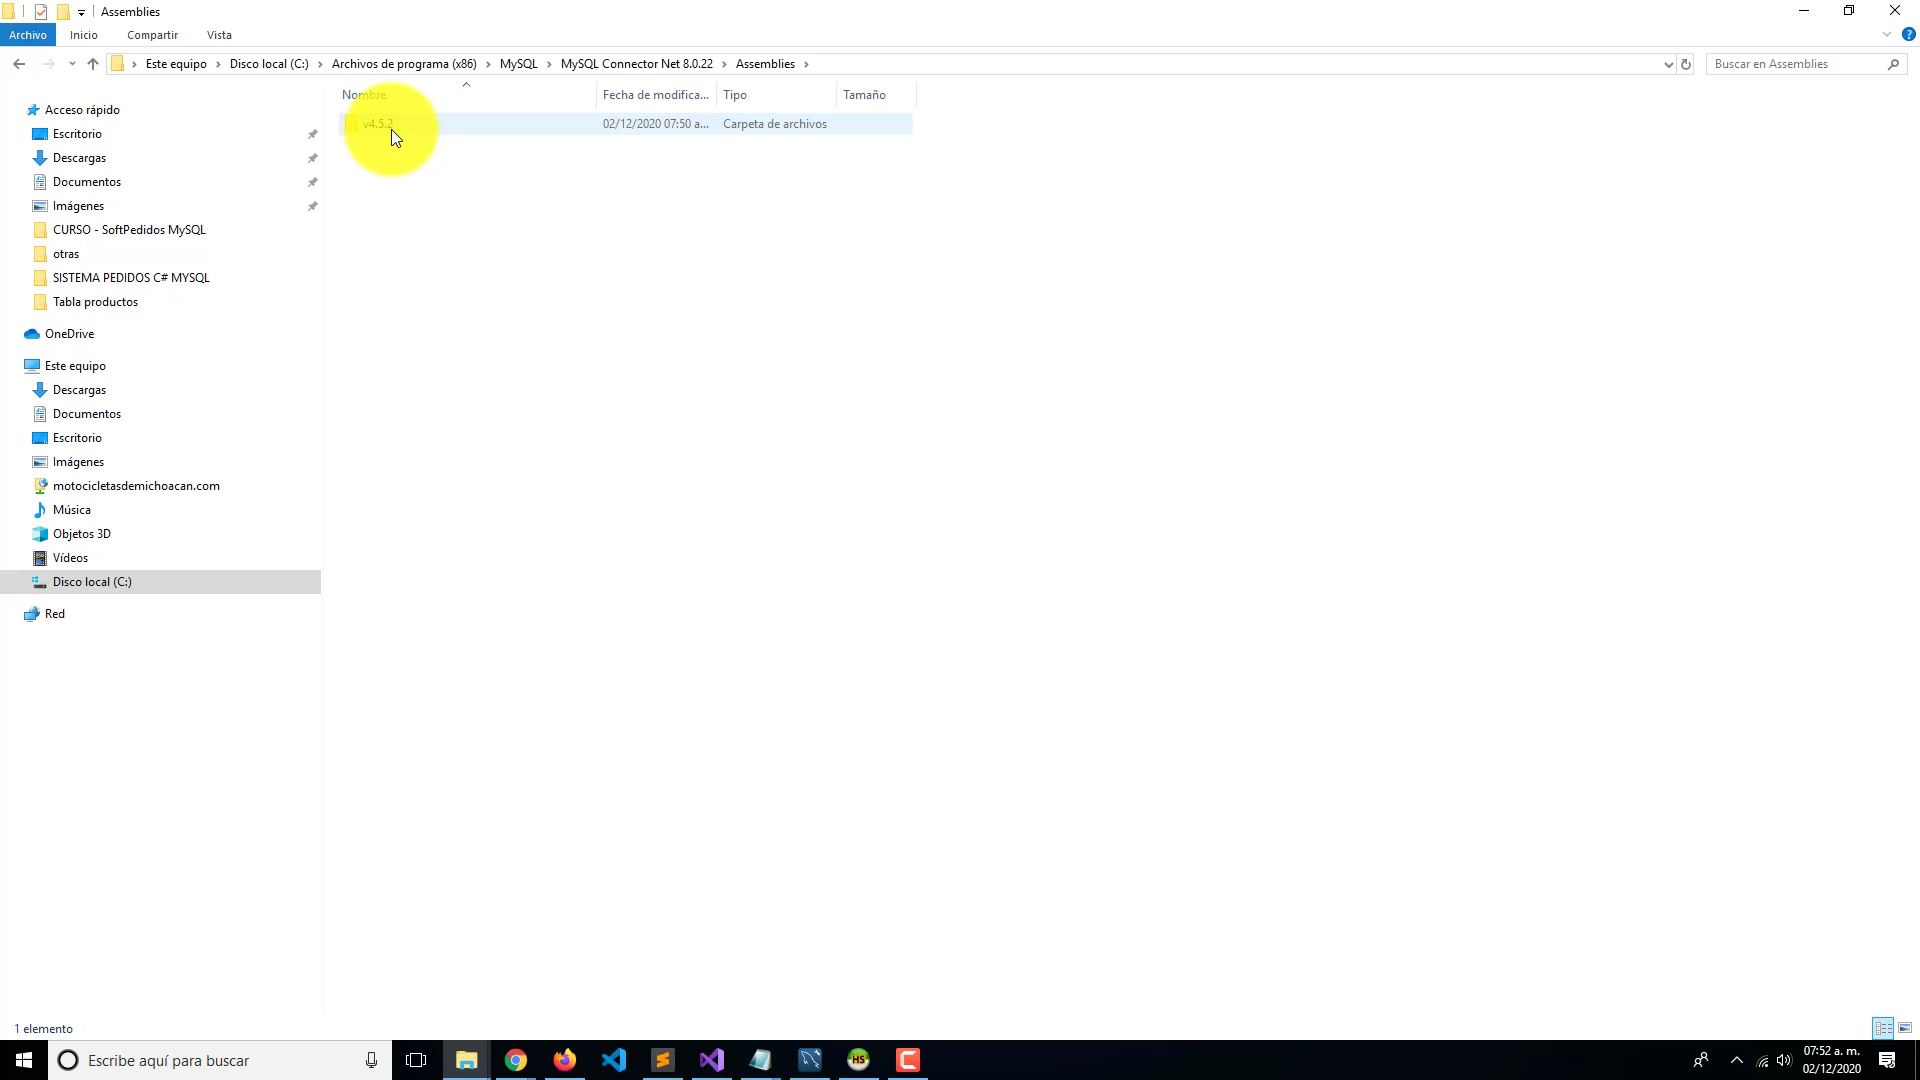 Assemblies
Archivo Inicio Compartir Vista
Este equipo Disco local (C:) Archivos de programa (x86) MySQL MySQL Connector Net 8.0.22 Assemblies
Buscar en Assemblies
Nombre Fecha de modifica... Tipo Tamaño
v4.5.2 02/12/2020 07:50 a... Carpeta de archivos
Acceso rápido
Escritorio
Descargas
Documentos
Imágenes
CURSO - SoftPedidos MySQL
otras
SISTEMA PEDIDOS C# MYSQL
Tabla productos
OneDrive
Este equipo
Descargas
Documentos
Escritorio
Imágenes
motocicletasdemichoacan.com
Música
Objetos 3D
Vídeos
Disco local (C:)
Red
1 elemento
Escribe aquí para buscar
HS
07:52 a. m.
02/12/2020